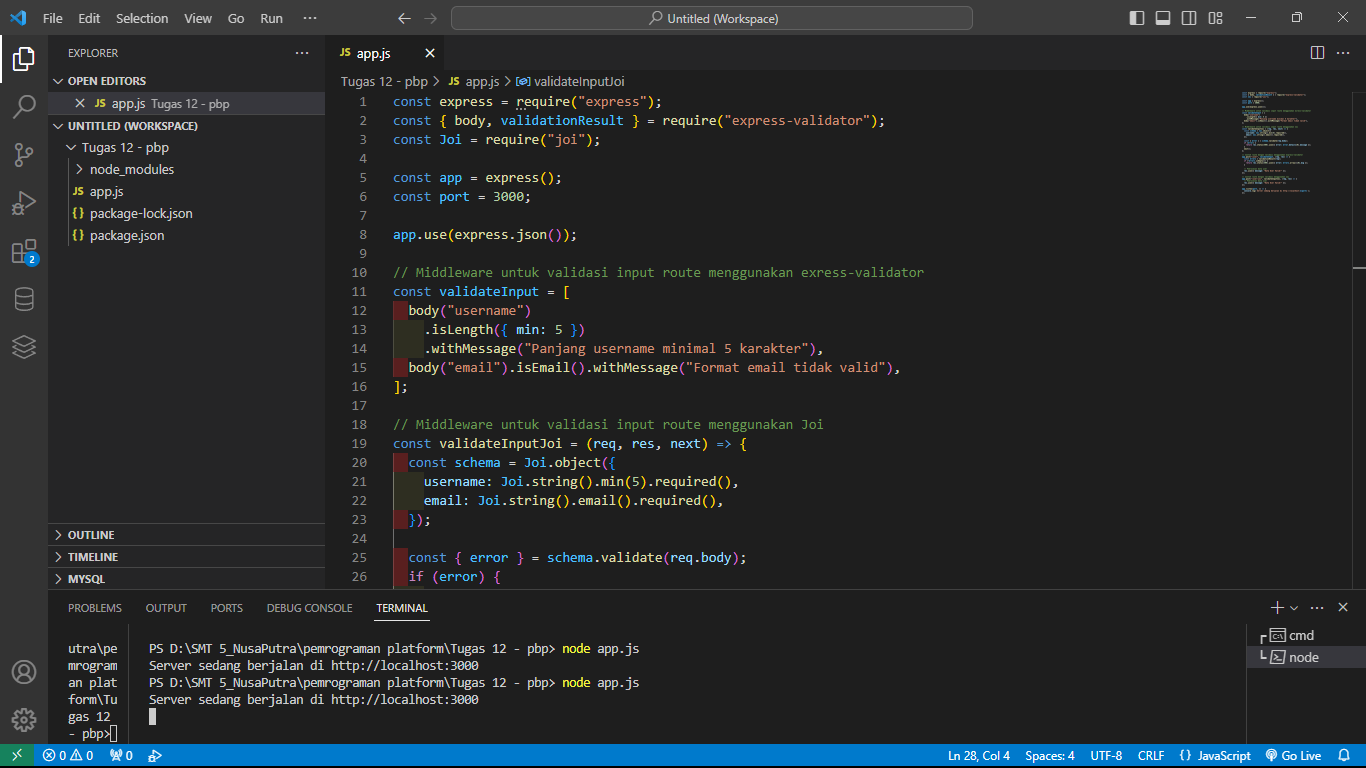 File Edit Selection View Go Run ··· Untitled (Workspace)
EXPLORER ···
OPEN EDITORS
JS app.js Tugas 12 - pbp
UNTITLED (WORKSPACE)
Tugas 12 - pbp
node_modules
JS app.js
{} package-lock.json
{} package.json
OUTLINE
TIMELINE
MYSQL
2
JS app.js
Tugas 12 - pbp > JS app.js > validateInputJoi
1 const express = require("express");
2 const { body, validationResult } = require("express-validator");
3 const Joi = require("joi");
4
5 const app = express();
6 const port = 3000;
7
8 app.use(express.json());
9
10 // Middleware untuk validasi input route menggunakan exress-validator
11 const validateInput = [
12 body("username")
13 .isLength({ min: 5 })
14 .withMessage("Panjang username minimal 5 karakter"),
15 body("email").isEmail().withMessage("Format email tidak valid"),
16 ];
17
18 // Middleware untuk validasi input route menggunakan Joi
19 const validateInputJoi = (req, res, next) => {
20 const schema = Joi.object({
21 username: Joi.string().min(5).required(),
22 email: Joi.string().email().required(),
23 });
24
25 const { error } = schema.validate(req.body);
26 if (error) {
PROBLEMS OUTPUT PORTS DEBUG CONSOLE TERMINAL
utra\pe
mrogram
an plat
form\Tu
gas 12
- pbp>
PS D:\SMT 5_NusaPutra\pemrograman platform\Tugas 12 - pbp> node app.js
Server sedang berjalan di http://localhost:3000
PS D:\SMT 5_NusaPutra\pemrograman platform\Tugas 12 - pbp> node app.js
Server sedang berjalan di http://localhost:3000
cmd
node
0 0 0 Ln 28, Col 4 Spaces: 4 UTF-8 CRLF {} JavaScript Go Live